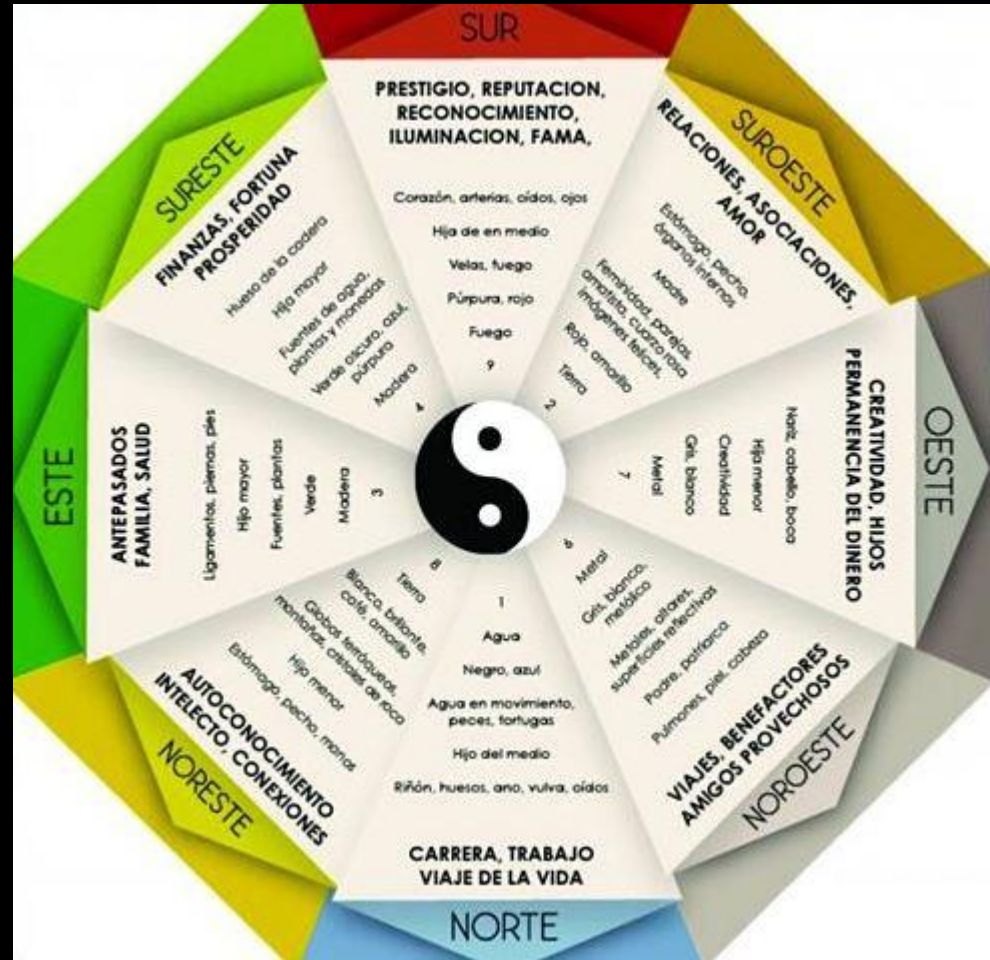 SUR
PRESTIGIO, REPUTACION,
RECONOCIMIENTO,
ILUMINACION, FAMA,
Corazón, arterias, oídos, ojos
Hija de en medio
Velas, fuego
Púrpura, rojo
Fuego
9
SUROESTE
RELACIONES, ASOCIACIONES,
AMOR
Estómago, pecho,
órganos internos
Madre
Feminidad, parejas,
amatista, cuarzo rosa
imágenes felices,
Rojo, amarillo
Tierra
2
OESTE
CREATIVIDAD, HIJOS
PERMANENCIA DEL DINERO
Nariz, cabello, boca
Hija menor
Creatividad
Gris, blanco
Metal
7
6
Metal
Gris, blanco,
metálico
Metales, altares,
superficies reflectivas
Padre, patriarca
Pulmones, piel, cabeza
VIAJES, BENEFACTORES
AMIGOS PROVECHOSOS
NOROESTE
1
Agua
Negro, azul
Agua en movimiento,
peces, tortugas
Hijo del medio
Riñón, huesos, ano, vulva, oídos
CARRERA, TRABAJO
VIAJE DE LA VIDA
NORTE
8
Tierra
Blanco, brillante,
café, amarillo
Globos terráqueos,
montañas, cristales de roca
Hijo menor
Estómago, pecho, manos
AUTOCONOCIMIENTO
INTELECTO, CONEXIONES
NORESTE
ESTE
ANTEPASADOS
FAMILIA, SALUD
Ligamentos, piernas, pies
Hijo mayor
Fuentes, plantas
Verde
Madera
3
SURESTE
FINANZAS, FORTUNA
PROSPERIDAD
Hueso de la cadera
Hija mayor
Fuentes de agua,
plantas y monedas
Verde oscuro, azul,
púrpura
Madera
4